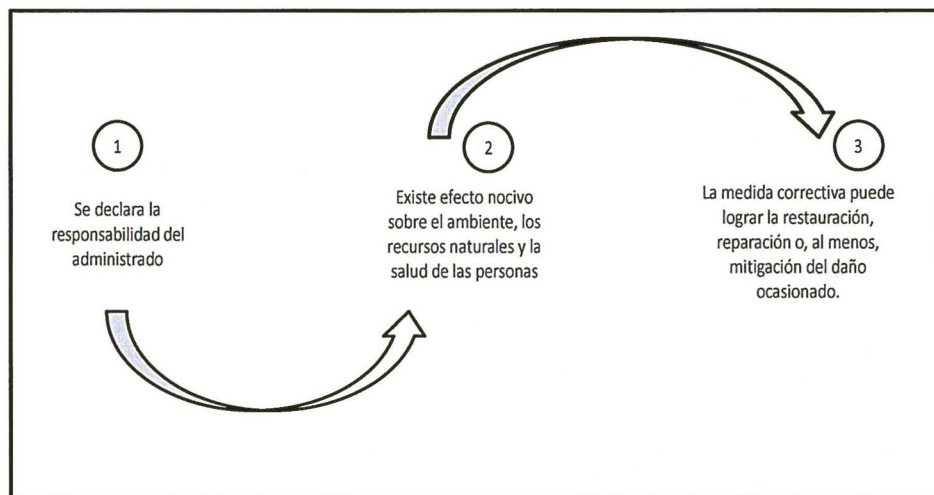 1
Se declara la
responsabilidad del
administrado
2
Existe efecto nocivo
sobre el ambiente, los
recursos naturales y la
salud de las personas
3
La medida correctiva puede
lograr la restauración,
reparación o, al menos,
mitigación del daño
ocasionado.